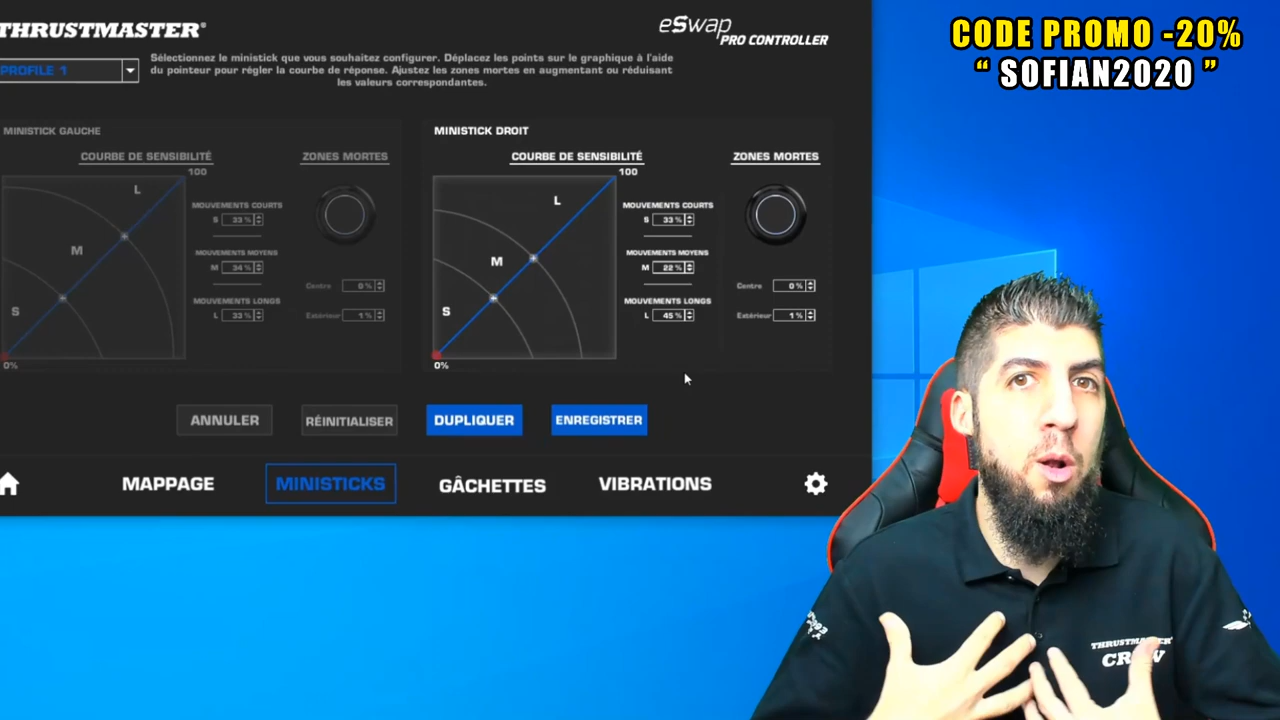 THRUSTMASTER®
eSwap
PRO CONTROLLER
CODE PROMO -20%
“ SOFIAN2020 ”
PROFILE 1
Sélectionnez le ministick que vous souhaitez configurer. Déplacez les points sur le graphique à l'aide
du pointeur pour régler la courbe de réponse. Ajustez les zones mortes en augmentant ou réduisant
les valeurs correspondantes.
MINISTICK GAUCHE
COURBE DE SENSIBILITÉ
ZONES MORTES
100
L
M
S
0%
MOUVEMENTS COURTS
S 33 %
MOUVEMENTS MOYENS
M 34 %
MOUVEMENTS LONGS
L 33 %
Centre 0 %
Extérieur 1 %
MINISTICK DROIT
COURBE DE SENSIBILITÉ
ZONES MORTES
100
L
M
S
0%
MOUVEMENTS COURTS
S 33 %
MOUVEMENTS MOYENS
M 22 %
MOUVEMENTS LONGS
L 45 %
Centre 0 %
Extérieur 1 %
ANNULER
RÉINITIALISER
DUPLIQUER
ENREGISTRER
MAPPAGE
MINISTICKS
GÂCHETTES
VIBRATIONS
THRUSTMASTER
CREW